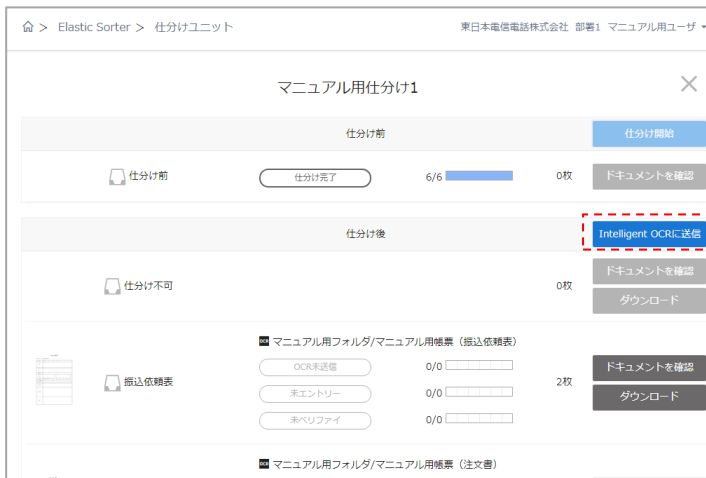 > Elastic Sorter > 仕分けユニット 東日本電信電話株式会社 部署1 マニュアル用ユーザ
マニュアル用仕分け1
仕分け前 仕分け開始
仕分け前 仕分け完了 6/6 0枚 ドキュメントを確認
仕分け後 Intelligent OCRに送信
仕分け不可 0枚 ドキュメントを確認
ダウンロード
OCR マニュアル用フォルダ/マニュアル用帳票（振込依頼表）
OCR未送信 0/0 ドキュメントを確認
振込依頼表 未エントリー 0/0 2枚 ダウンロード
未ベリファイ 0/0
OCR マニュアル用フォルダ/マニュアル用帳票（注文書）